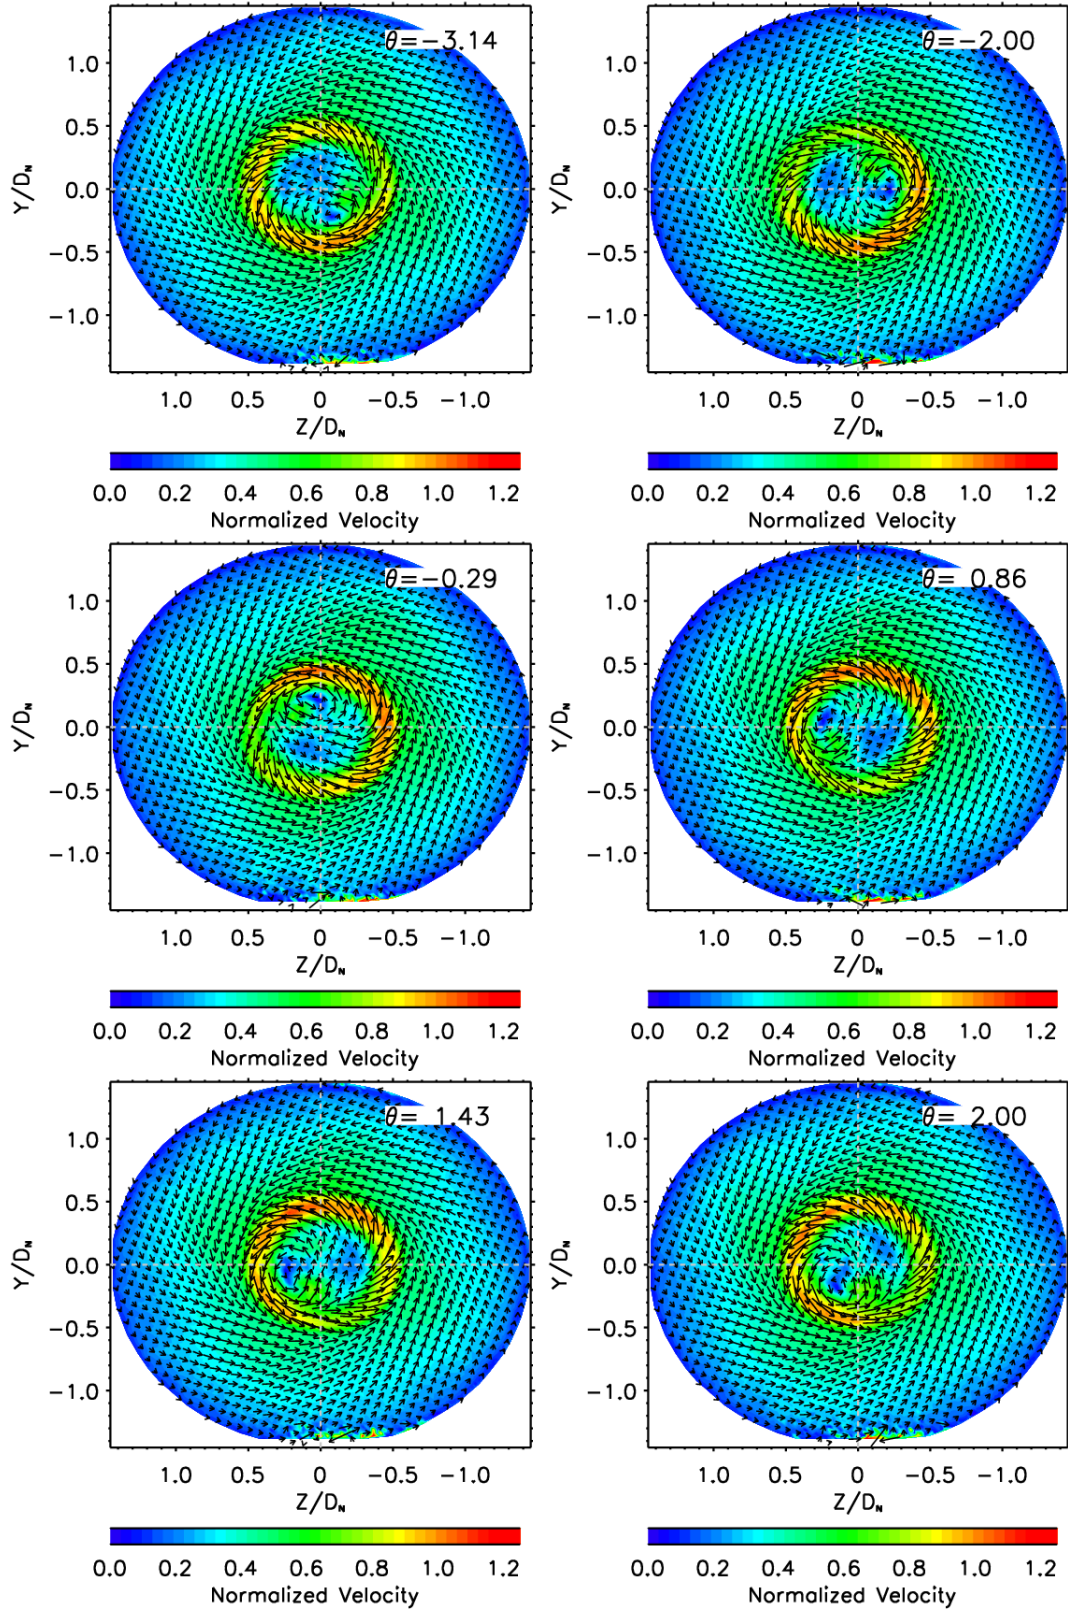 θ=−3.14
Y/D_N
1.0
0.5
0.0
−0.5
−1.0
1.0 0.5 0 −0.5 −1.0
Z/D_N
0.0 0.2 0.4 0.6 0.8 1.0 1.2
Normalized Velocity
θ=−2.00
Y/D_N
1.0
0.5
0.0
−0.5
−1.0
1.0 0.5 0 −0.5 −1.0
Z/D_N
0.0 0.2 0.4 0.6 0.8 1.0 1.2
Normalized Velocity
θ=−0.29
Y/D_N
1.0
0.5
0.0
−0.5
−1.0
1.0 0.5 0 −0.5 −1.0
Z/D_N
0.0 0.2 0.4 0.6 0.8 1.0 1.2
Normalized Velocity
θ= 0.86
Y/D_N
1.0
0.5
0.0
−0.5
−1.0
1.0 0.5 0 −0.5 −1.0
Z/D_N
0.0 0.2 0.4 0.6 0.8 1.0 1.2
Normalized Velocity
θ= 1.43
Y/D_N
1.0
0.5
0.0
−0.5
−1.0
1.0 0.5 0 −0.5 −1.0
Z/D_N
0.0 0.2 0.4 0.6 0.8 1.0 1.2
Normalized Velocity
θ= 2.00
Y/D_N
1.0
0.5
0.0
−0.5
−1.0
1.0 0.5 0 −0.5 −1.0
Z/D_N
0.0 0.2 0.4 0.6 0.8 1.0 1.2
Normalized Velocity